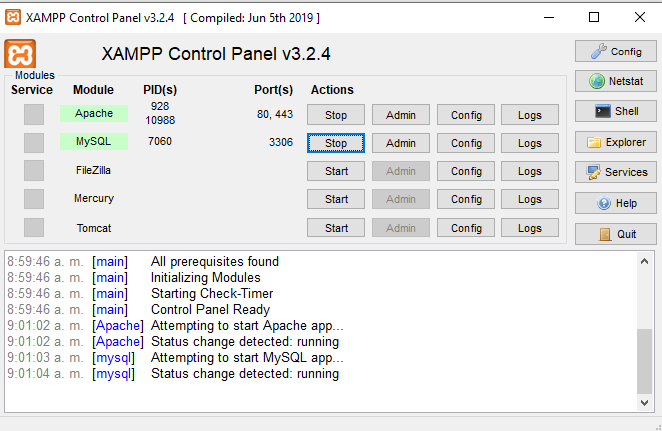 XAMPP Control Panel v3.2.4 [ Compiled: Jun 5th 2019 ]
XAMPP Control Panel v3.2.4
Config
Modules
Service Module PID(s) Port(s) Actions
Netstat
Apache 928 10988 80, 443 Stop Admin Config Logs
Shell
MySQL 7060 3306 Stop Admin Config Logs
Explorer
FileZilla Start Admin Config Logs
Services
Mercury Start Admin Config Logs
Help
Tomcat Start Admin Config Logs
Quit
8:59:46 a. m. [main] All prerequisites found
8:59:46 a. m. [main] Initializing Modules
8:59:46 a. m. [main] Starting Check-Timer
8:59:46 a. m. [main] Control Panel Ready
9:01:02 a. m. [Apache] Attempting to start Apache app...
9:01:02 a. m. [Apache] Status change detected: running
9:01:03 a. m. [mysql] Attempting to start MySQL app...
9:01:04 a. m. [mysql] Status change detected: running